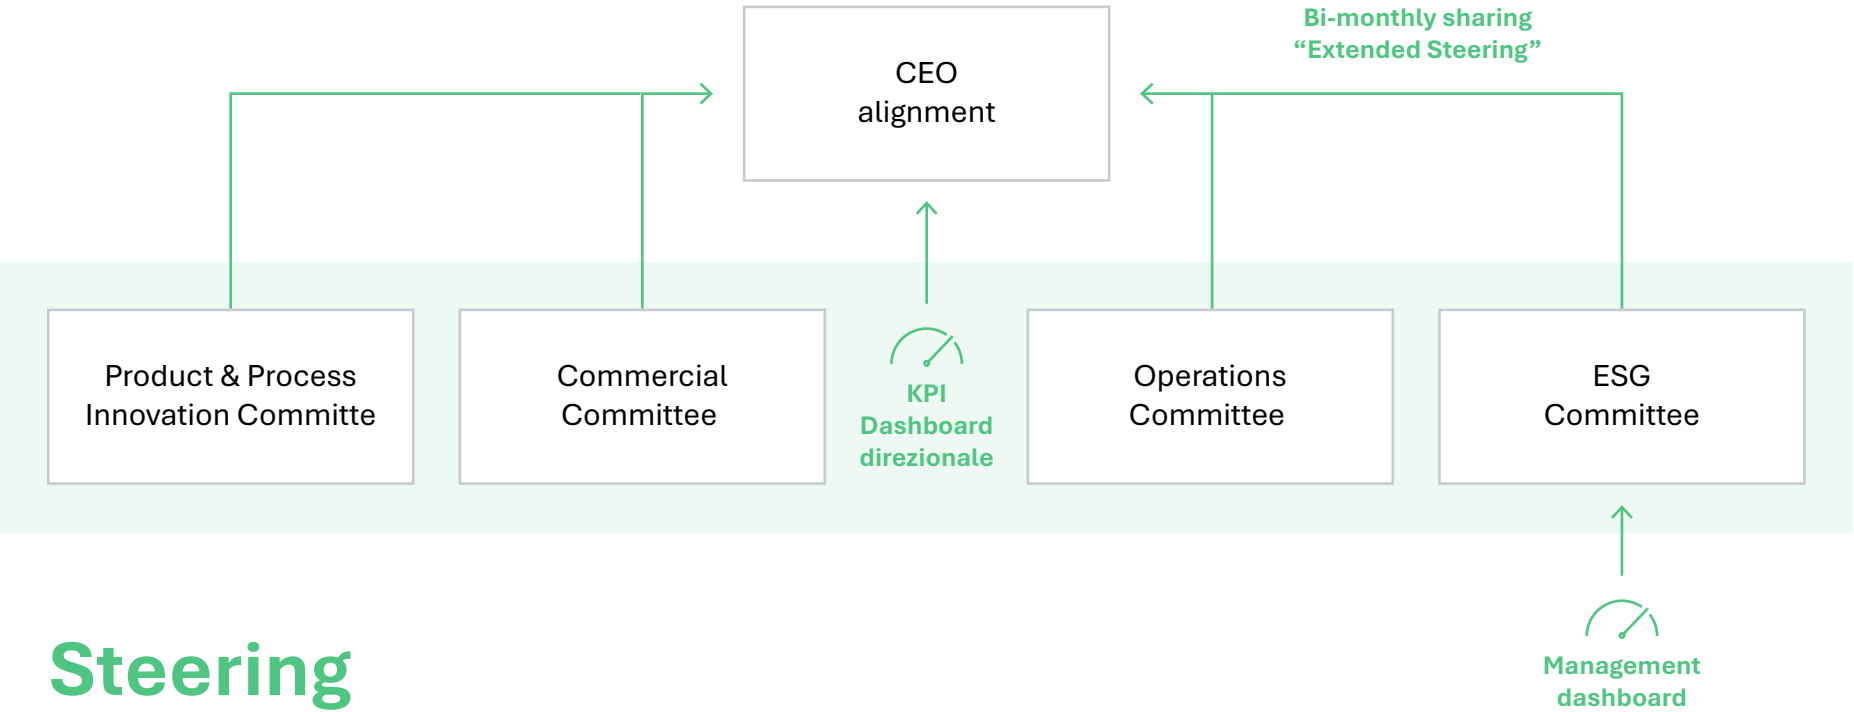 Bi-monthly sharing
“Extended Steering”
CEO
alignment
Product & Process
Innovation Committe
Commercial
Committee
KPI
Dashboard
direzionale
Operations
Committee
ESG
Committee
Management
dashboard
Steering